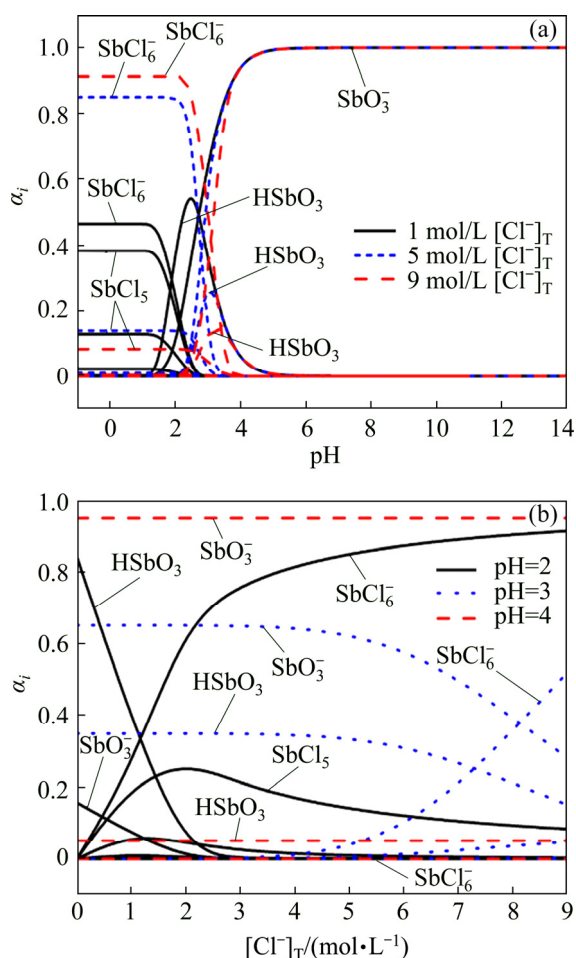 (a)
SbCl₆⁻
SbCl₆⁻
1.0
0.8
SbO₃⁻
αᵢ
0.6
SbCl₆⁻
HSbO₃
1 mol/L [Cl⁻]T
0.4
5 mol/L [Cl⁻]T
HSbO₃
9 mol/L [Cl⁻]T
SbCl₅
0.2
HSbO₃
0
0 2 4 6 8 10 12 14
pH
1.0
(b)
SbO₃⁻
HSbO₃
pH=2
0.8
SbCl₆⁻
pH=3
pH=4
SbCl₆⁻
αᵢ
0.6
SbO₃⁻
HSbO₃
0.4
SbO₃⁻
SbCl₅
0.2
HSbO₃
0
SbCl₆⁻
0 1 2 3 4 5 6 7 8 9
[Cl⁻]T/(mol•L⁻¹)